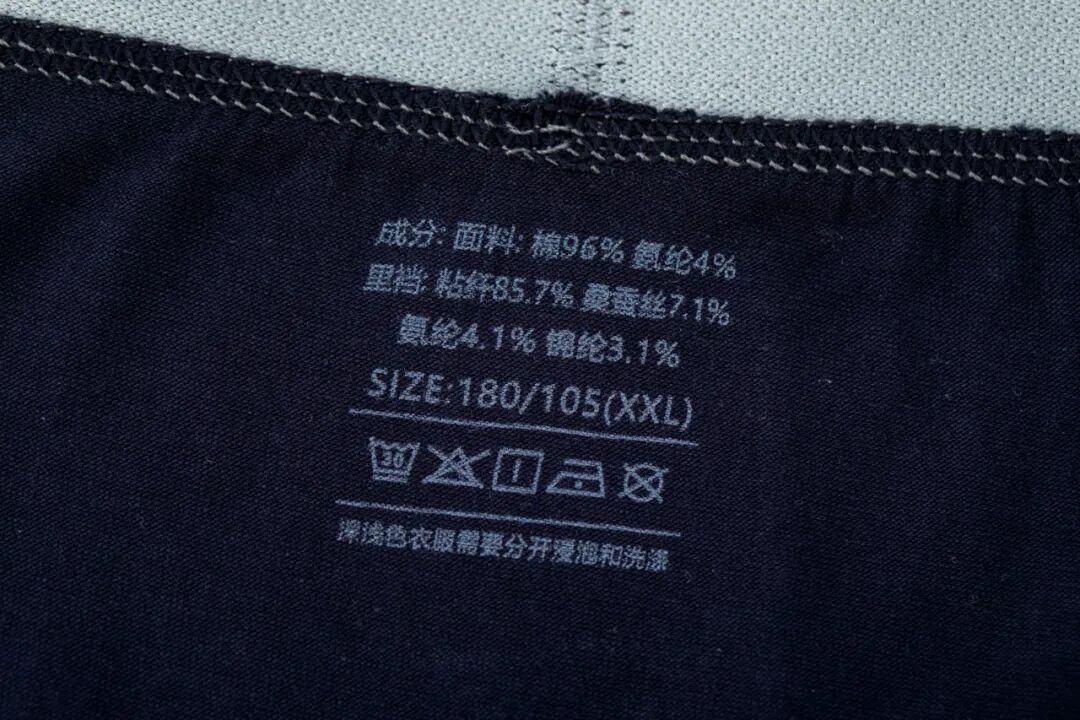 成分: 面料: 棉96% 氨纶4%
里裆: 粘纤85.7% 桑蚕丝7.1%
氨纶4.1% 锦纶3.1%
SIZE:180/105(XXL)
30
深浅色衣服需要分开浸泡和洗涤